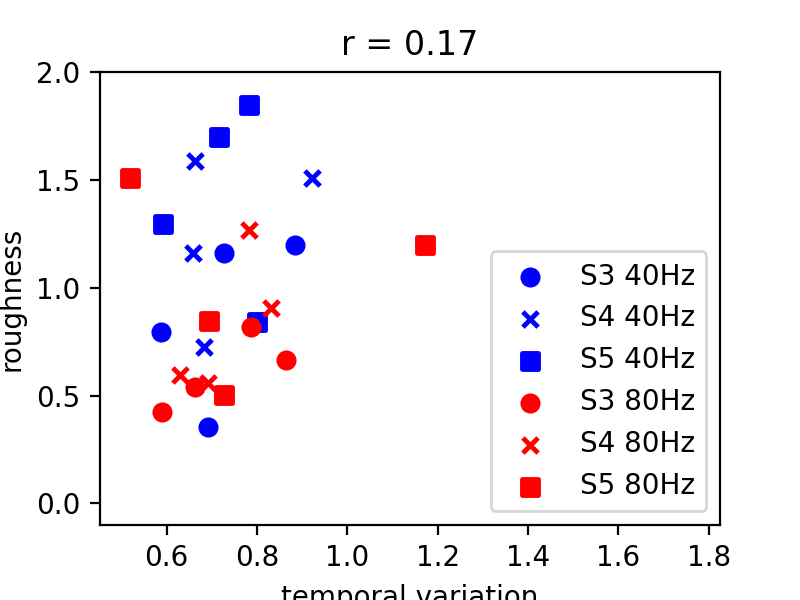 r = 0.17
2.0
1.5
1.0
0.5
0.0
roughness
S3 40Hz
S4 40Hz
S5 40Hz
S3 80Hz
S4 80Hz
S5 80Hz
0.6 0.8 1.0 1.2 1.4 1.6 1.8
temporal variation